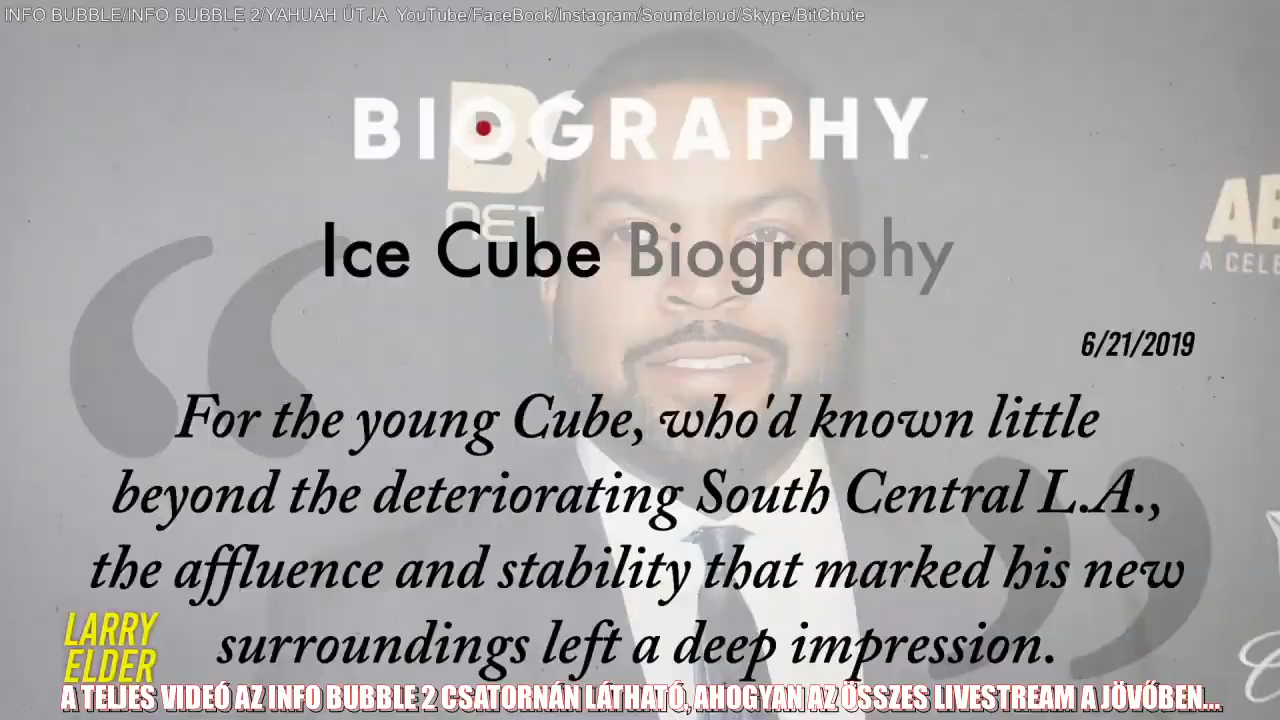 INFO BUBBLE/INFO BUBBLE 2/YAHUAH ÚTJA YouTube/FaceBook/Instagram/Soundcloud/Skype/BitChute
BIOGRAPHY
NET
Ice Cube Biography
A CELE
6/21/2019
For the young Cube, who'd known little
beyond the deteriorating South Central L.A.,
the affluence and stability that marked his new
surroundings left a deep impression.
LARRY
ELDER
A TELJES VIDEÓ AZ INFO BUBBLE 2 CSATORNÁN LÁTHATÓ, AHOGYAN AZ ÖSSZES LIVESTREAM A JÖVŐBEN...